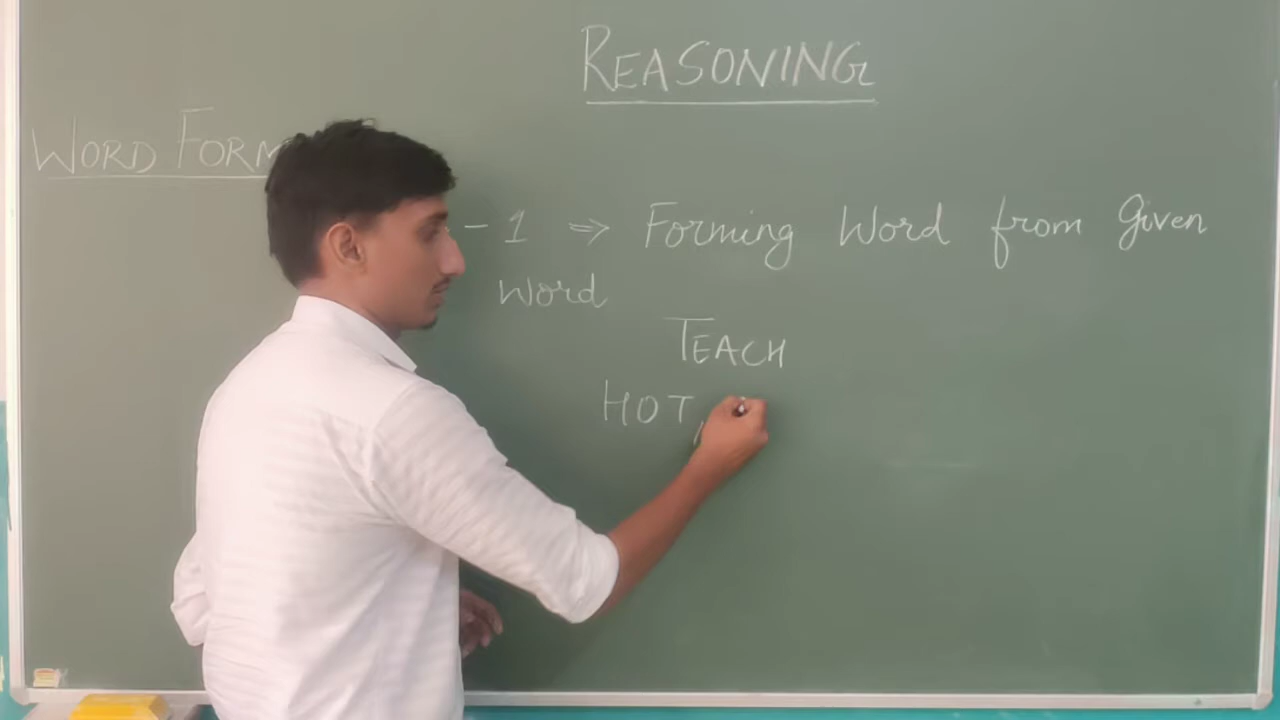 REASONING
WORD FORM
- 1 ⇒ Forming Word from Given
Word
TEACH
HOT,